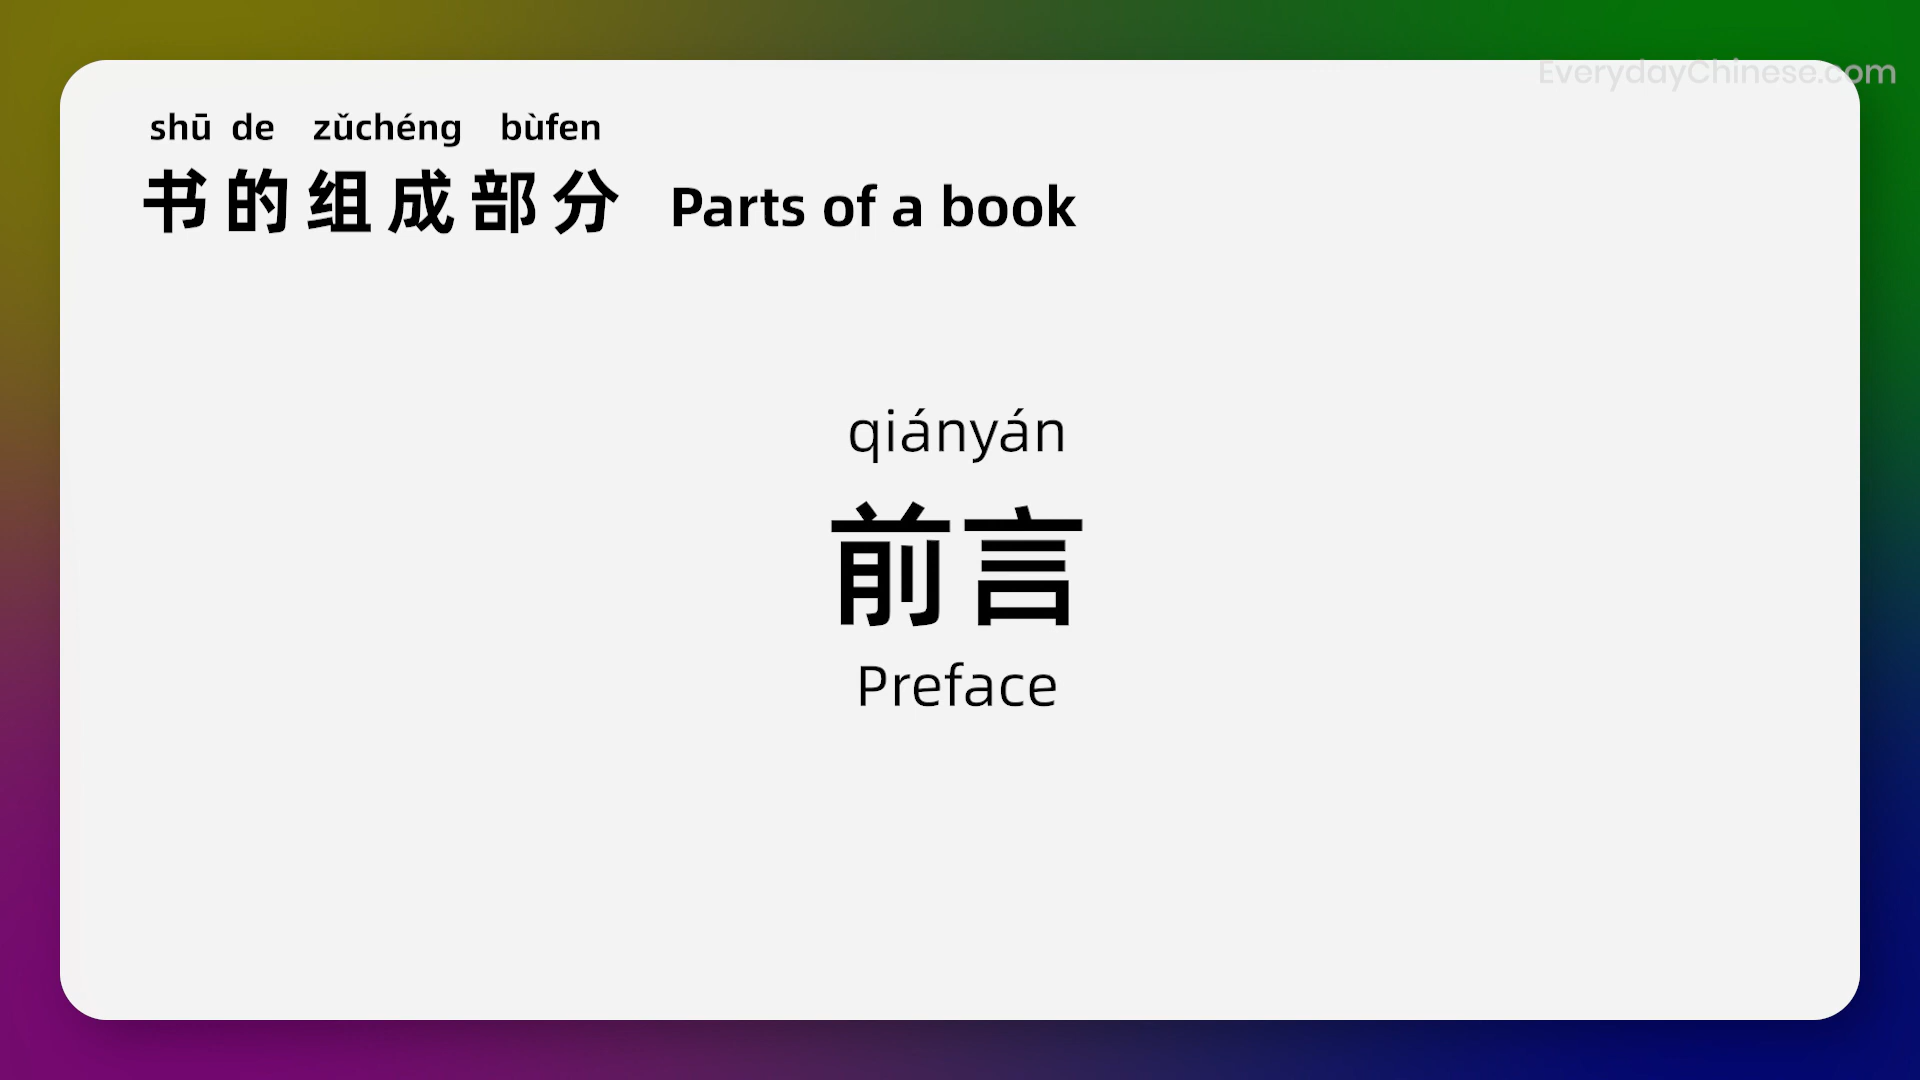 EverydayChinese.com
shū de zǔchéng bùfen
书的组成部分 Parts of a book
qiányán
前言
Preface